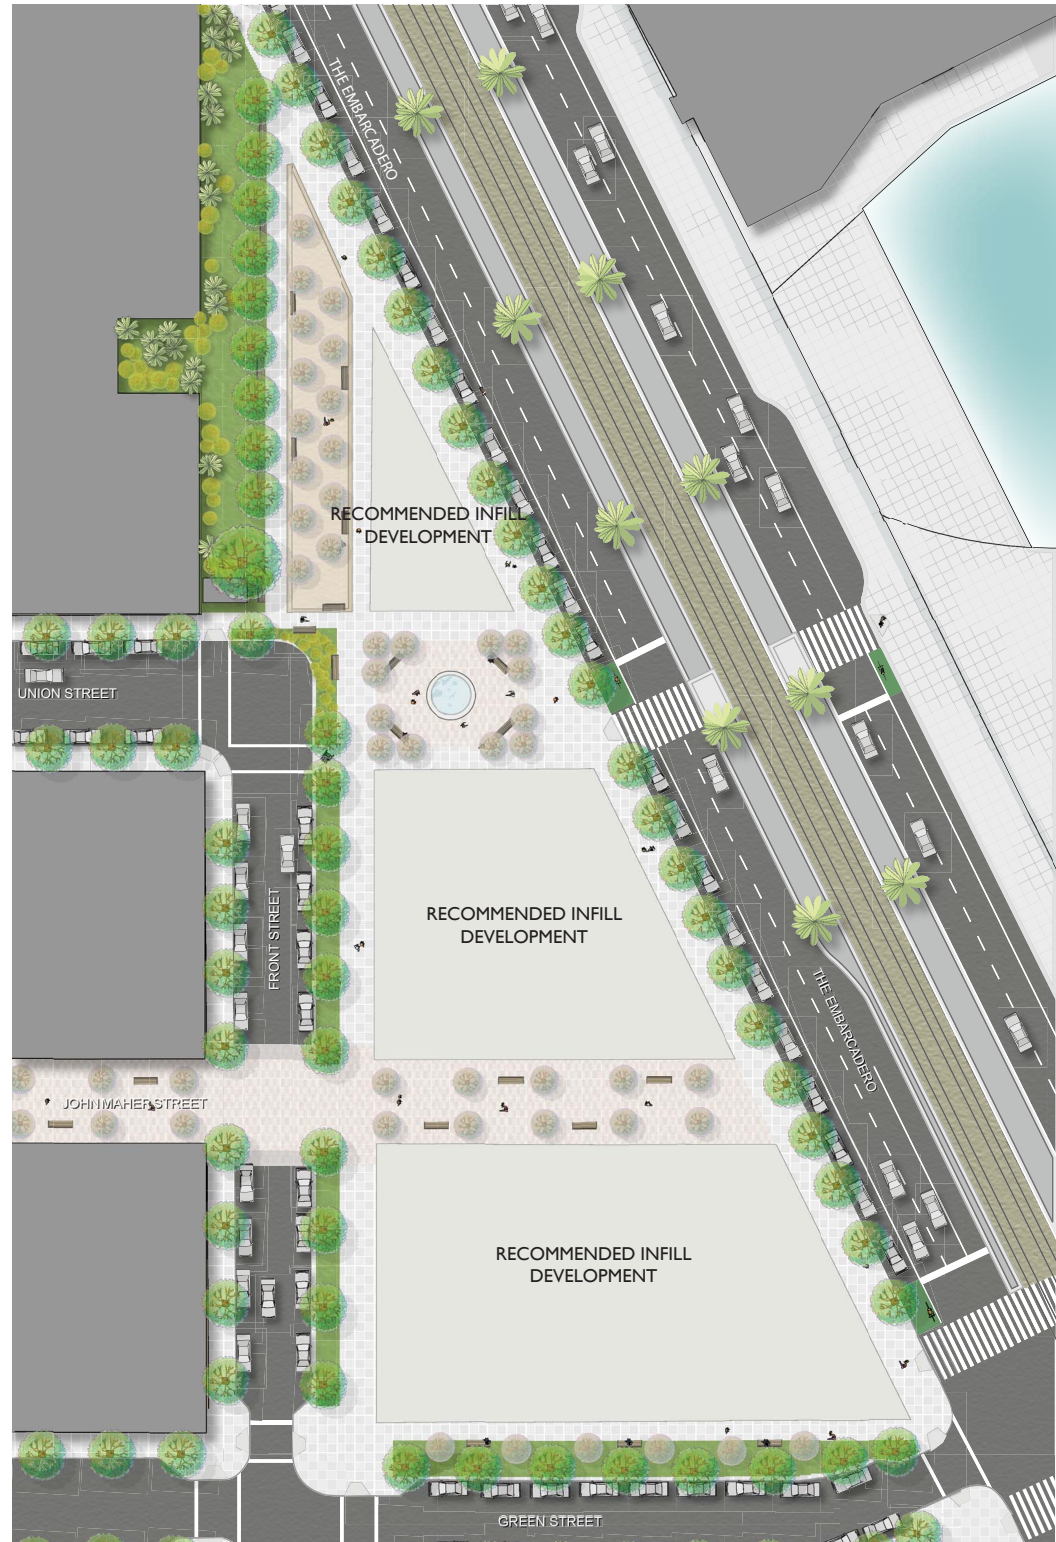 THE EMBARCADERO
RECOMMENDED INFILL
DEVELOPMENT
UNION STREET
RECOMMENDED INFILL
DEVELOPMENT
FRONT STREET
THE EMBARCADERO
JOHN MAHER STREET
RECOMMENDED INFILL
DEVELOPMENT
GREEN STREET